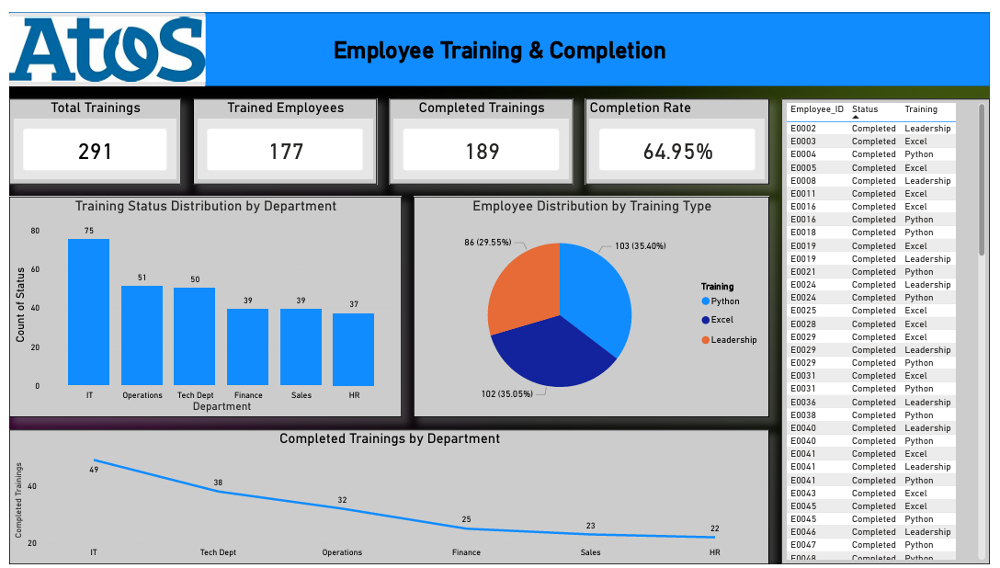 Atos
Employee Training & Completion
Total Trainings
291
Trained Employees
177
Completed Trainings
189
Completion Rate
64.95%
Training Status Distribution by Department
Count of Status
80
60
40
20
0
75
51
50
39
39
37
IT
Operations
Tech Dept
Finance
Sales
HR
Department
Employee Distribution by Training Type
86 (29.55%)
103 (35.40%)
102 (35.05%)
Training
Python
Excel
Leadership
Completed Trainings by Department
Completed Trainings
40
20
49
38
32
25
23
22
IT
Tech Dept
Operations
Finance
Sales
HR
Employee_ID Status Training
E0002 Completed Leadership
E0003 Completed Excel
E0004 Completed Python
E0005 Completed Excel
E0008 Completed Leadership
E0011 Completed Excel
E0016 Completed Excel
E0016 Completed Python
E0018 Completed Python
E0019 Completed Excel
E0019 Completed Leadership
E0021 Completed Python
E0024 Completed Leadership
E0024 Completed Python
E0025 Completed Excel
E0028 Completed Excel
E0029 Completed Excel
E0029 Completed Leadership
E0029 Completed Python
E0031 Completed Excel
E0031 Completed Python
E0036 Completed Leadership
E0038 Completed Python
E0040 Completed Leadership
E0040 Completed Python
E0041 Completed Excel
E0041 Completed Leadership
E0041 Completed Python
E0043 Completed Excel
E0045 Completed Excel
E0045 Completed Python
E0046 Completed Leadership
E0047 Completed Python
E0048 Completed Python